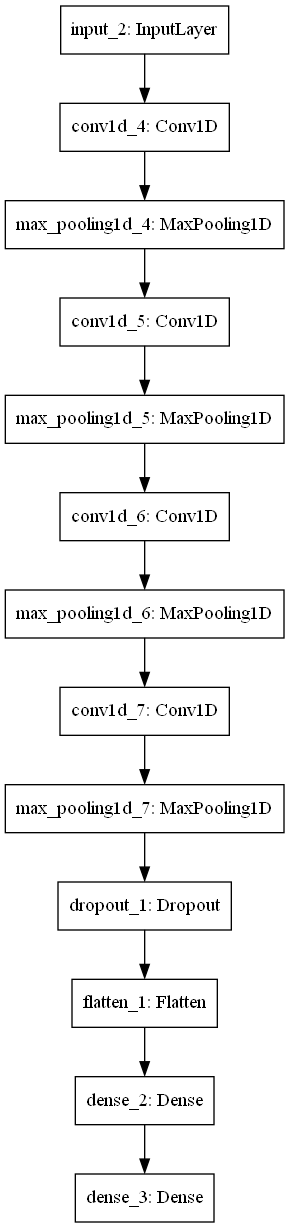 input_2: InputLayer
conv1d_4: Conv1D
max_pooling1d_4: MaxPooling1D
conv1d_5: Conv1D
max_pooling1d_5: MaxPooling1D
conv1d_6: Conv1D
max_pooling1d_6: MaxPooling1D
conv1d_7: Conv1D
max_pooling1d_7: MaxPooling1D
dropout_1: Dropout
flatten_1: Flatten
dense_2: Dense
dense_3: Dense